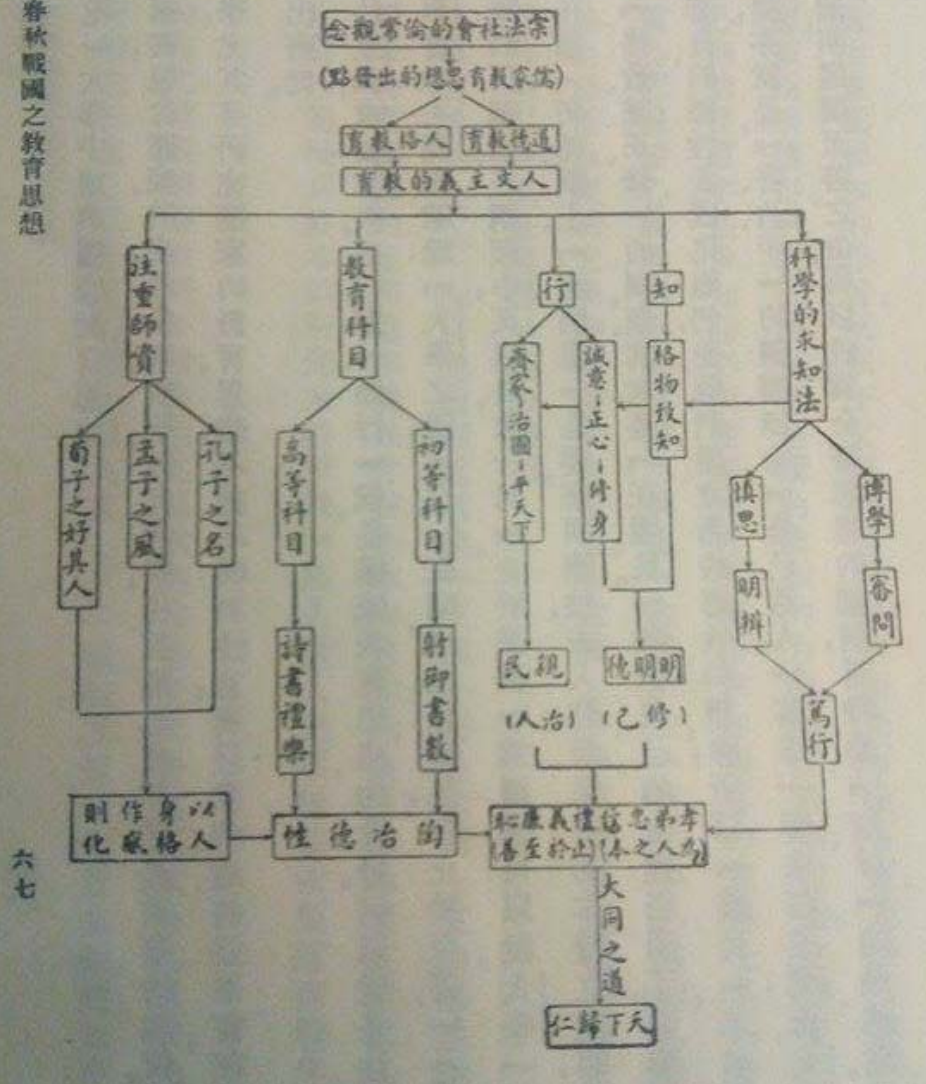 春秋戰國之教育思想
宗法社會的倫常觀念
(儒家教育思想的出發點)
道德教育
人格教育
人文主義的教育
科學的求知法
知
行
教育科目
注重師資
格物致知
誠意;正心;修身
齊家;治國;平天下
博學
審問
慎思
明辨
篤行
初等科目
高等科目
孔子之名
孟子之風
荀子之好其人
射御書數
詩書禮樂
明明德
親民
(修己)
(治人)
以身作則
人格感化
陶冶德性
孝弟忠信禮義廉恥
(為人之本)(止於至善)
大同之道
天下歸仁
六七